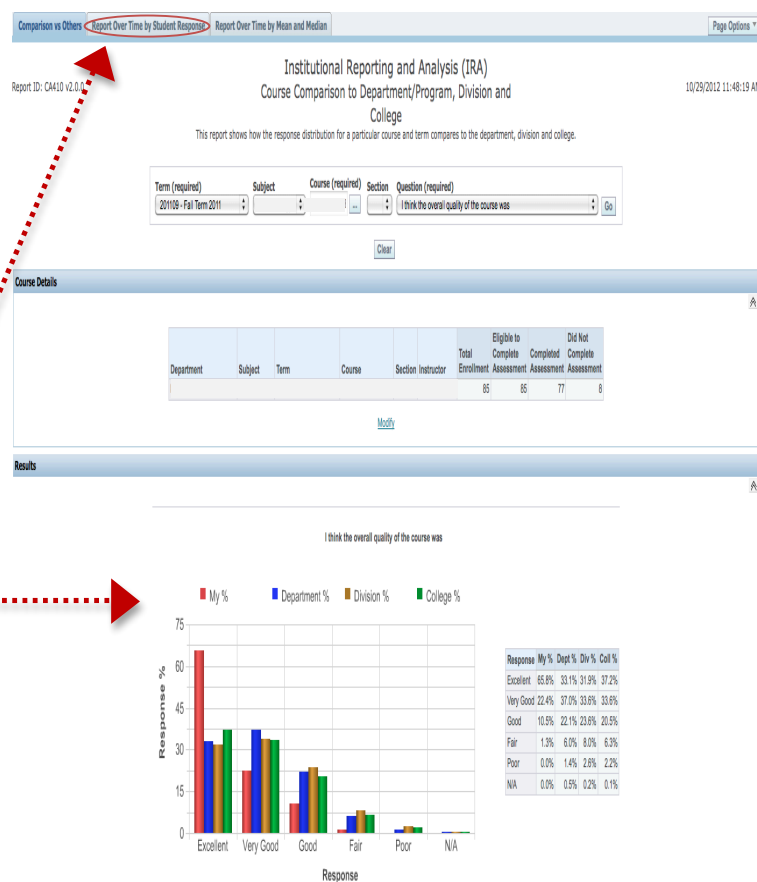 Comparison vs Others Report Over Time by Student Response Report Over Time by Mean and Median Page Options
Report ID: CA410 v2.0.0
Institutional Reporting and Analysis (IRA)
10/29/2012 11:48:19 AM
Course Comparison to Department/Program, Division and
College
This report shows how the response distribution for a particular course and term compares to the department, division and college.
Term (required) Subject Course (required) Section Question (required)
201109 - Fall Term 2011 ... I think the overall quality of the course was Go
Clear
Course Details
Department Subject Term Course Section Instructor Total Enrollment Eligible to Complete Assessment Completed Assessment Did Not Complete Assessment
85 85 77 8
Modify
Results
I think the overall quality of the course was
My % Department % Division % College %
75
60
45
30
15
0
Response %
Excellent Very Good Good Fair Poor N/A
Response
Response My % Dept % Div % Coll %
Excellent 65.8% 33.1% 31.9% 37.2%
Very Good 22.4% 37.0% 33.6% 33.6%
Good 10.5% 22.1% 23.6% 20.5%
Fair 1.3% 6.0% 8.0% 6.3%
Poor 0.0% 1.4% 2.6% 2.2%
N/A 0.0% 0.5% 0.2% 0.1%